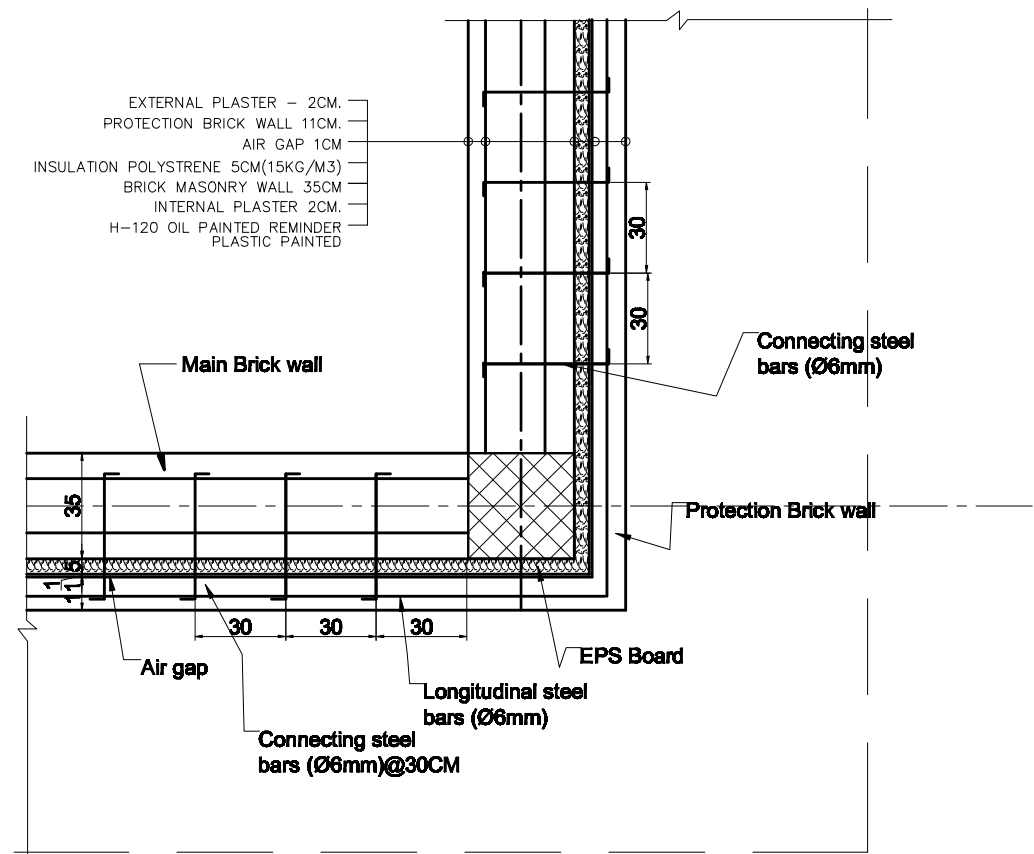 EXTERNAL PLASTER - 2CM.
PROTECTION BRICK WALL 11CM.
AIR GAP 1CM
INSULATION POLYSTRENE 5CM(15KG/M3)
BRICK MASONRY WALL 35CM
INTERNAL PLASTER 2CM.
H-120 OIL PAINTED REMINDER
PLASTIC PAINTED
30
30
Connecting steel
bars (Ø6mm)
Main Brick wall
35
Protection Brick wall
5
1
11
30
30
30
Air gap
EPS Board
Longitudinal steel
bars (Ø6mm)
Connecting steel
bars (Ø6mm)@30CM